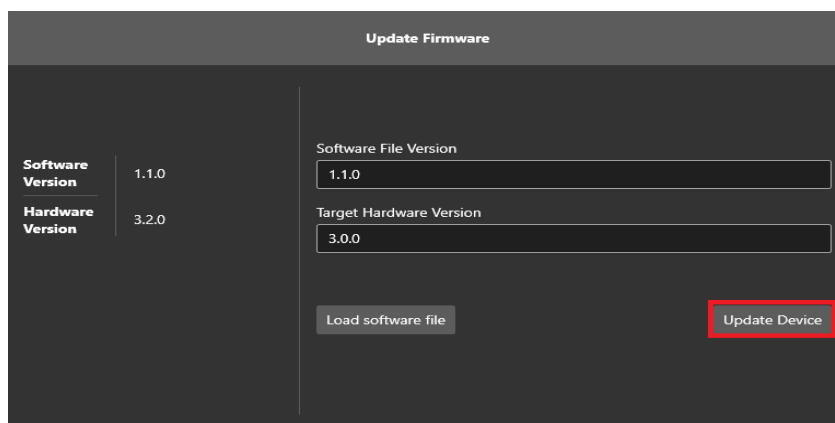 Update Firmware
Software
Version
1.1.0
Hardware
Version
3.2.0
Software File Version
1.1.0
Target Hardware Version
3.0.0
Load software file
Update Device